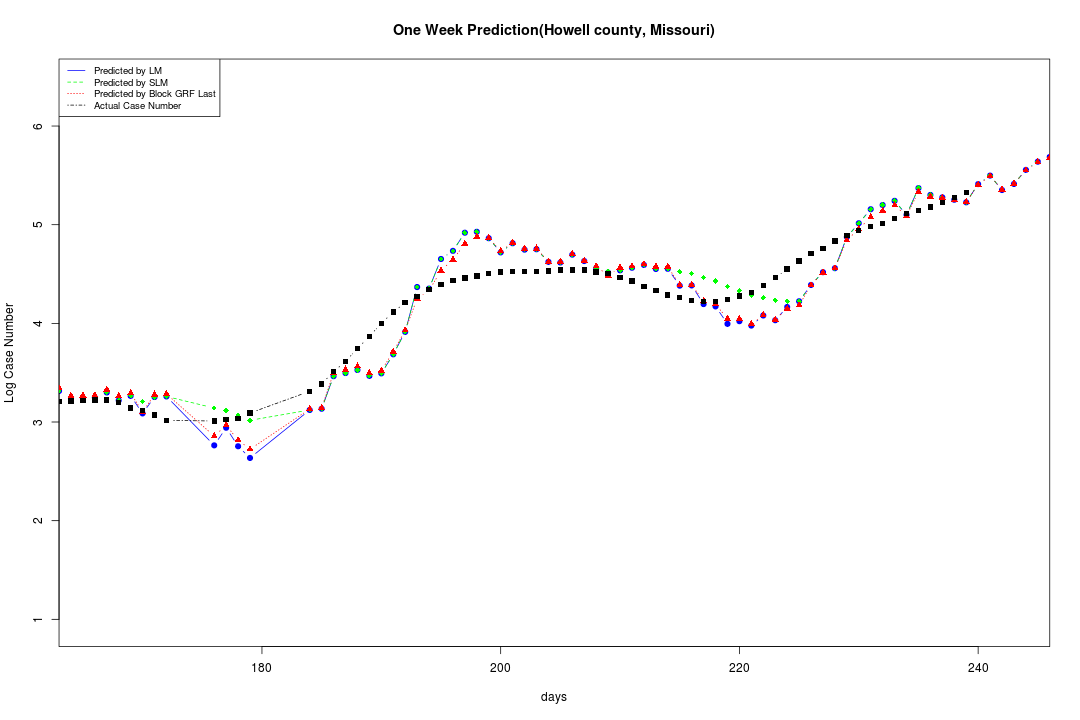 One Week Prediction(Howell county, Missouri)
Predicted by LM
Predicted by SLM
Predicted by Block GRF Last
Actual Case Number
Log Case Number
6
5
4
3
2
1
180 200 220 240
days